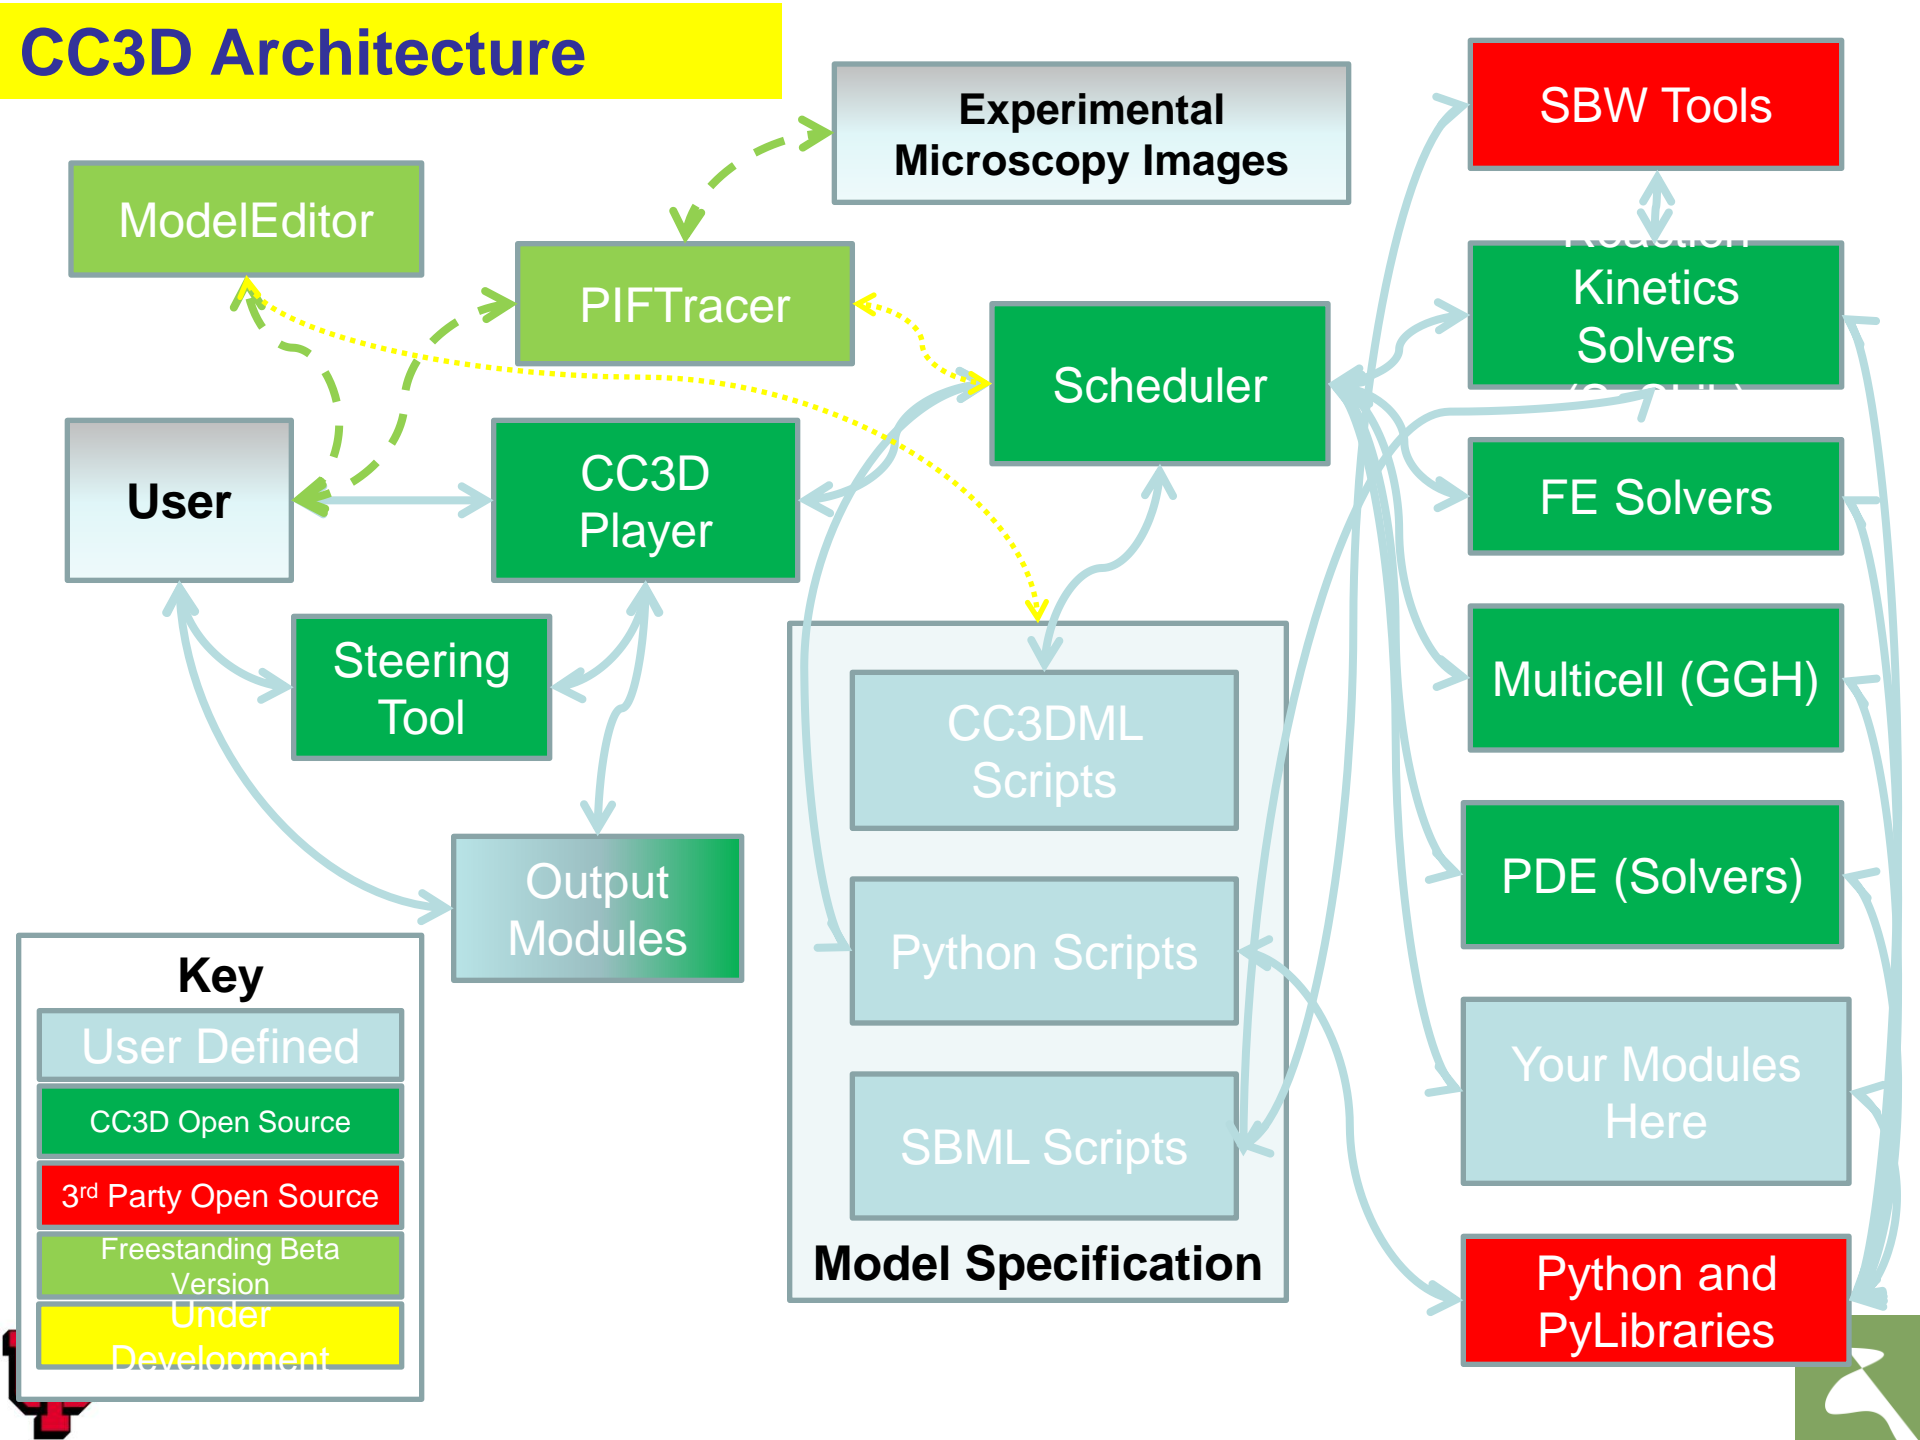 CC3D Architecture
Experimental
Microscopy Images
SBW Tools
ModelEditor
PIFTracer
Reaction
Kinetics
Solvers
Scheduler
User
CC3D
Player
FE Solvers
Steering
Tool
CC3DML
Scripts
Multicell (GGH)
Output
Modules
Python Scripts
PDE (Solvers)
Key
User Defined
CC3D Open Source
3rd Party Open Source
Freestanding Beta
Version
Under
Development
SBML Scripts
Your Modules
Here
Model Specification
Python and
PyLibraries